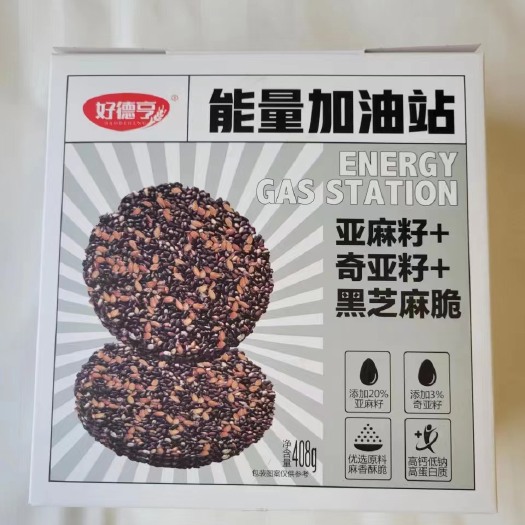 好德亨
HAODEHENG
能量加油站
ENERGY
GAS STATION
亚麻籽+
奇亚籽+
黑芝麻脆
添加20%
亚麻籽
添加3%
奇亚籽
优选原料
麻香酥脆
高钙低钠
高蛋白质
净含量 408g
包装图案仅供参考